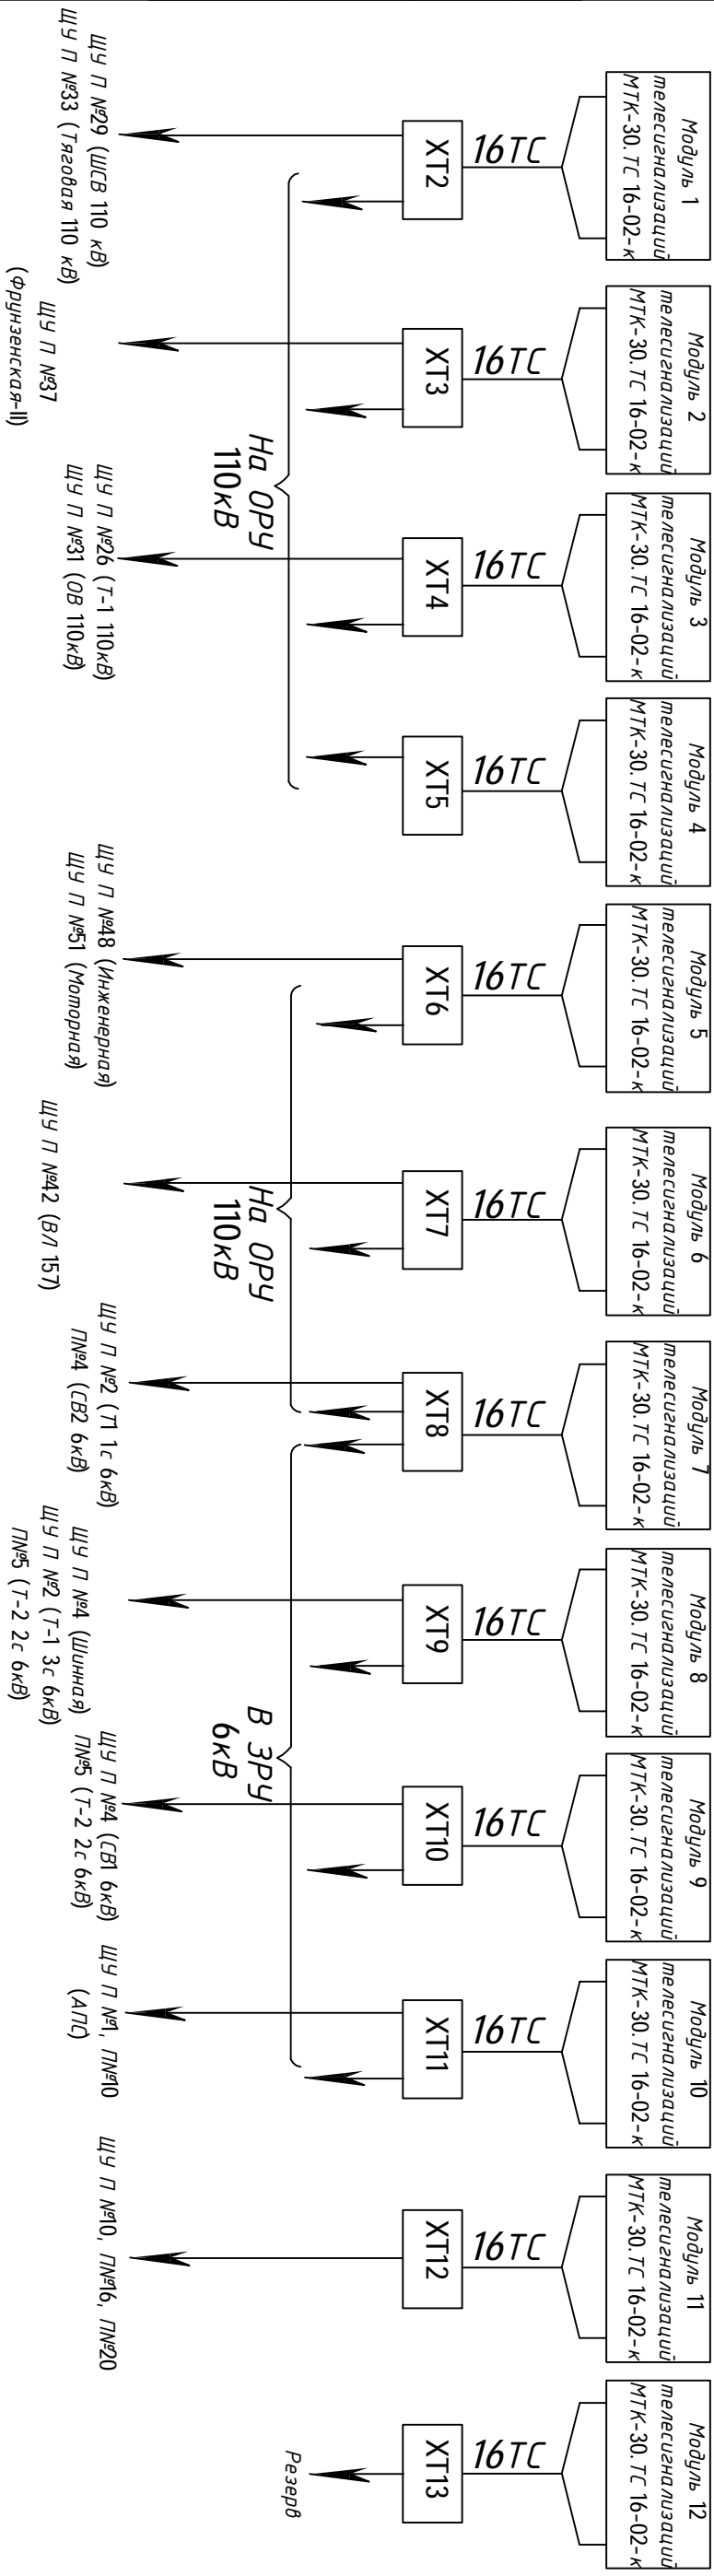 Модуль 1
телесигнализаций
МТК-30.ТС 16-02-к
Модуль 2
телесигнализаций
МТК-30.ТС 16-02-к
Модуль 3
телесигнализаций
МТК-30.ТС 16-02-к
Модуль 4
телесигнализаций
МТК-30.ТС 16-02-к
Модуль 5
телесигнализаций
МТК-30.ТС 16-02-к
Модуль 6
телесигнализаций
МТК-30.ТС 16-02-к
Модуль 7
телесигнализаций
МТК-30.ТС 16-02-к
Модуль 8
телесигнализаций
МТК-30.ТС 16-02-к
Модуль 9
телесигнализаций
МТК-30.ТС 16-02-к
Модуль 10
телесигнализаций
МТК-30.ТС 16-02-к
Модуль 11
телесигнализаций
МТК-30.ТС 16-02-к
Модуль 12
телесигнализаций
МТК-30.ТС 16-02-к
16ТС
16ТС
16ТС
16ТС
16ТС
16ТС
16ТС
16ТС
16ТС
16ТС
16ТС
16ТС
ХТ2
ХТ3
ХТ4
ХТ5
ХТ6
ХТ7
ХТ8
ХТ9
ХТ10
ХТ11
ХТ12
ХТ13
На ОРУ
110кВ
На ОРУ
110кВ
В ЗРУ
6кВ
Резерв
ЩУ П №29 (ШСВ 110 кВ)
ЩУ П №33 (Тяговая 110 кВ)
ЩУ П №37
(Фрунзенская-II)
ЩУ П №26 (Т-1 110кВ)
ЩУ П №31 (ОВ 110кВ)
ЩУ П №48 (Инженерная)
ЩУ П №51 (Моторная)
ЩУ П №42 (ВЛ 157)
ЩУ П №2 (Т1 1с 6кВ)
П№4 (СВ2 6кВ)
ЩУ П №4 (Шинная)
ЩУ П №2 (Т-1 3с 6кВ)
П№5 (Т-2 2с 6кВ)
ЩУ П №4 (СВ1 6кВ)
П№5 (Т-2 2с 6кВ)
ЩУ П №1, П№10
(АПС)
ЩУ П №10, П№16, П№20